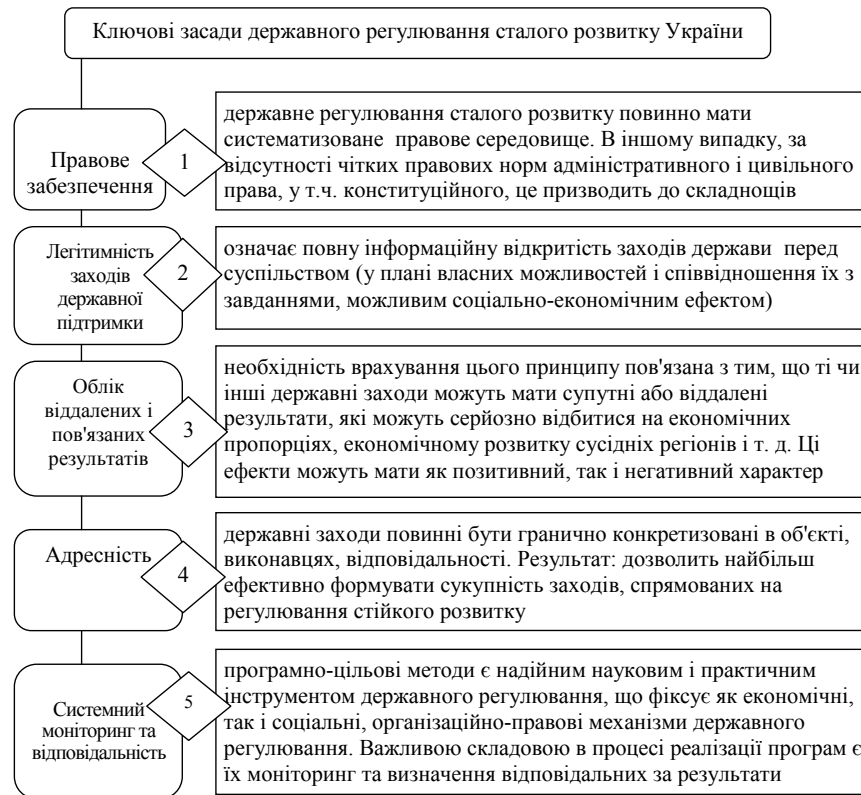 Ключові засади державного регулювання сталого розвитку України
Правове
забезпечення
1
державне регулювання сталого розвитку повинно мати
систематизоване правове середовище. В іншому випадку, за
відсутності чітких правових норм адміністративного і цивільного
права, у т.ч. конституційного, це призводить до складнощів
Легітимність
заходів
державної
підтримки
2
означає повну інформаційну відкритість заходів держави перед
суспільством (у плані власних можливостей і співвідношення їх з
завданнями, можливим соціально-економічним ефектом)
Облік
віддалених і
пов'язаних
результатів
3
необхідність врахування цього принципу пов'язана з тим, що ті чи
інші державні заходи можуть мати супутні або віддалені
результати, які можуть серйозно відбитися на економічних
пропорціях, економічному розвитку сусідніх регіонів і т. д. Ці
ефекти можуть мати як позитивний, так і негативний характер
Адресність
4
державні заходи повинні бути гранично конкретизовані в об'єкті,
виконавцях, відповідальності. Результат: дозволить найбільш
ефективно формувати сукупність заходів, спрямованих на
регулювання стійкого розвитку
Системний
моніторинг та
відповідальність
5
програмно-цільові методи є надійним науковим і практичним
інструментом державного регулювання, що фіксує як економічні,
так і соціальні, організаційно-правові механізми державного
регулювання. Важливою складовою в процесі реалізації програм є
їх моніторинг та визначення відповідальних за результати